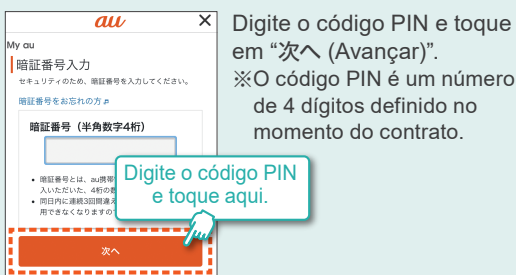 au
My au
暗証番号入力
セキュリティのため、暗証番号を入力してください。
暗証番号をお忘れの方
暗証番号（半角数字4桁）
• 暗証番号とは、au携帯
入いただいた、4桁の
• 同日内に連続3回間違え
用できなくなりますの
次へ
Digite o código PIN
e toque aqui.
Digite o código PIN e toque
em “次へ (Avançar)”.
※O código PIN é um número
de 4 dígitos definido no
momento do contrato.